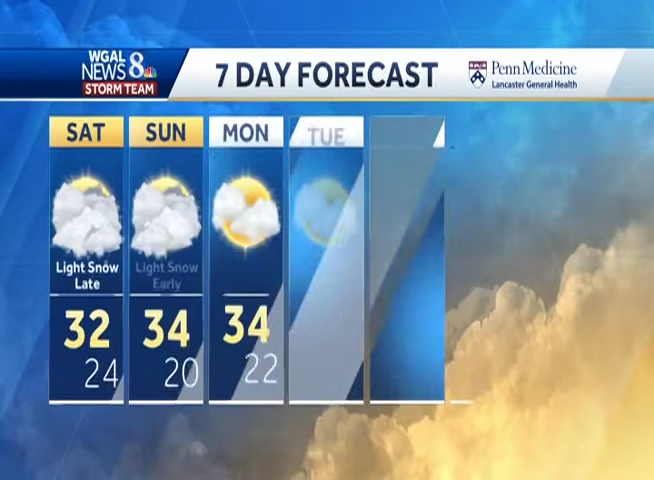 WGAL
NEWS 8
STORM TEAM
7 DAY FORECAST
Penn Medicine
Lancaster General Health
SAT
SUN
MON
TUE
Light Snow
Late
Light Snow
Early
32
34
34
24
20
22